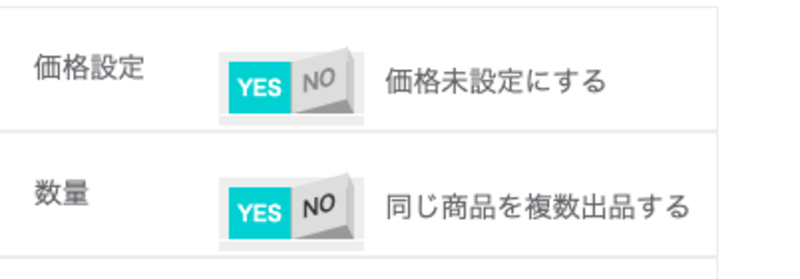 価格設定 YES NO 価格未設定にする
数量 YES NO 同じ商品を複数出品する